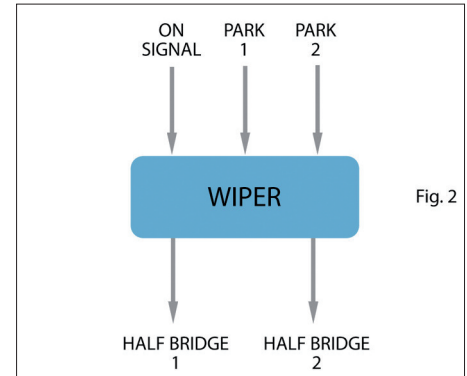 ON PARK PARK
SIGNAL 1 2
WIPER
Fig. 2
HALF BRIDGE HALF BRIDGE
1 2